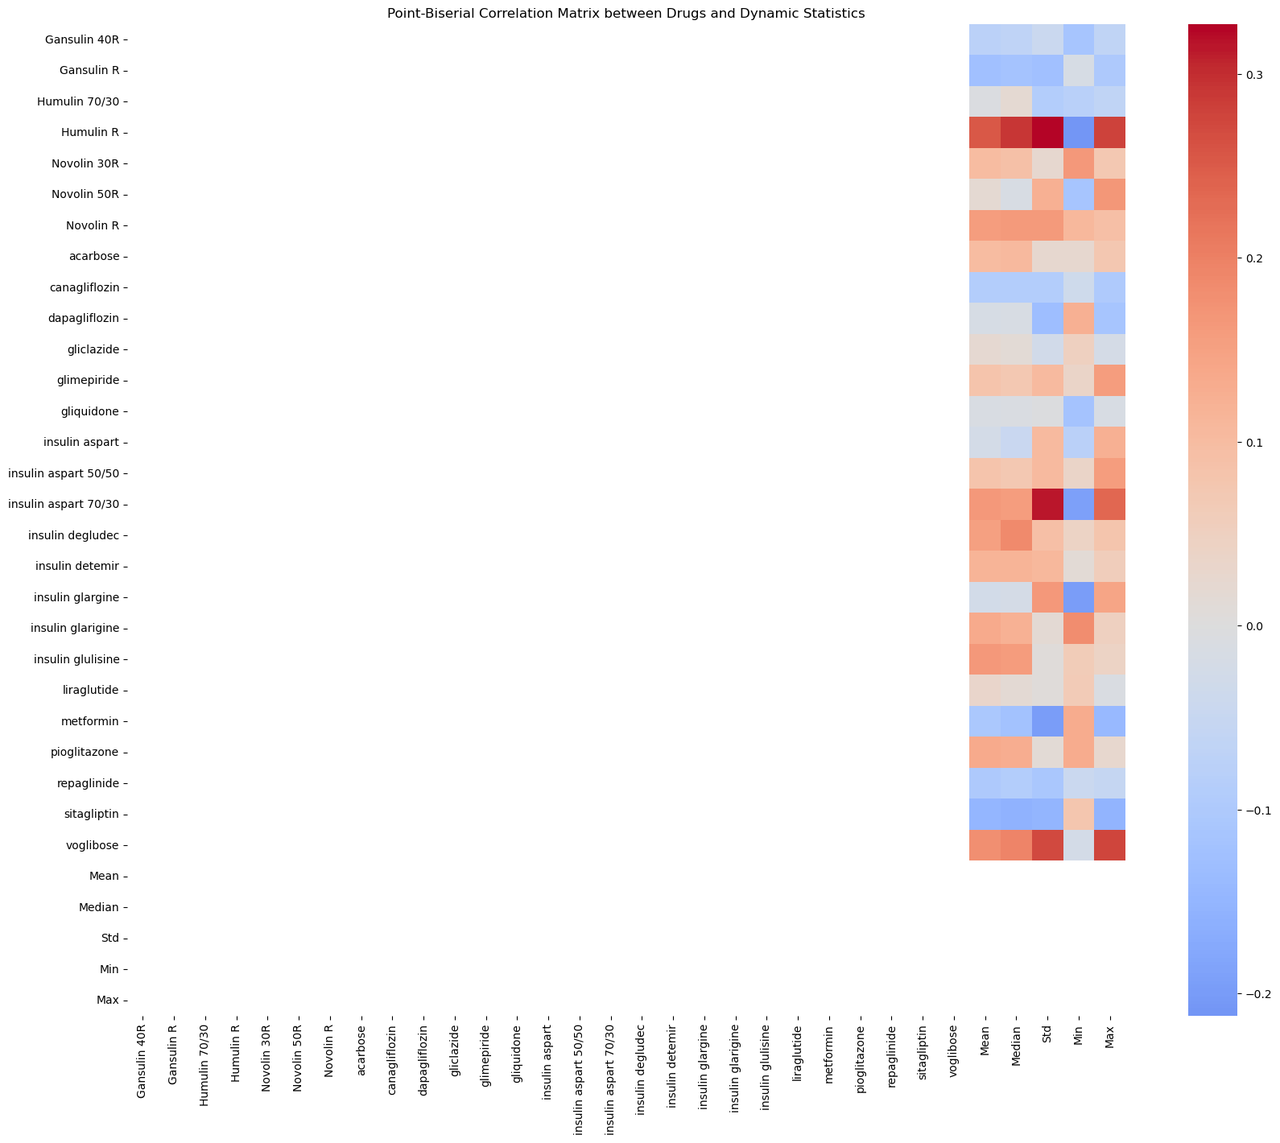 Point-Biserial Correlation Matrix between Drugs and Dynamic Statistics
Gansulin 40R
Gansulin R
Humulin 70/30
Humulin R
Novolin 30R
Novolin 50R
Novolin R
acarbose
canagliflozin
dapagliflozin
gliclazide
glimepiride
gliquidone
insulin aspart
insulin aspart 50/50
insulin aspart 70/30
insulin degludec
insulin detemir
insulin glargine
insulin glarigine
insulin glulisine
liraglutide
metformin
pioglitazone
repaglinide
sitagliptin
voglibose
Mean
Median
Std
Min
Max
Gansulin 40R
Gansulin R
Humulin 70/30
Humulin R
Novolin 30R
Novolin 50R
Novolin R
acarbose
canagliflozin
dapagliflozin
gliclazide
glimepiride
gliquidone
insulin aspart
insulin aspart 50/50
insulin aspart 70/30
insulin degludec
insulin detemir
insulin glargine
insulin glarigine
insulin glulisine
liraglutide
metformin
pioglitazone
repaglinide
sitagliptin
voglibose
Mean
Median
Std
Min
Max
0.3
0.2
0.1
0.0
−0.1
−0.2